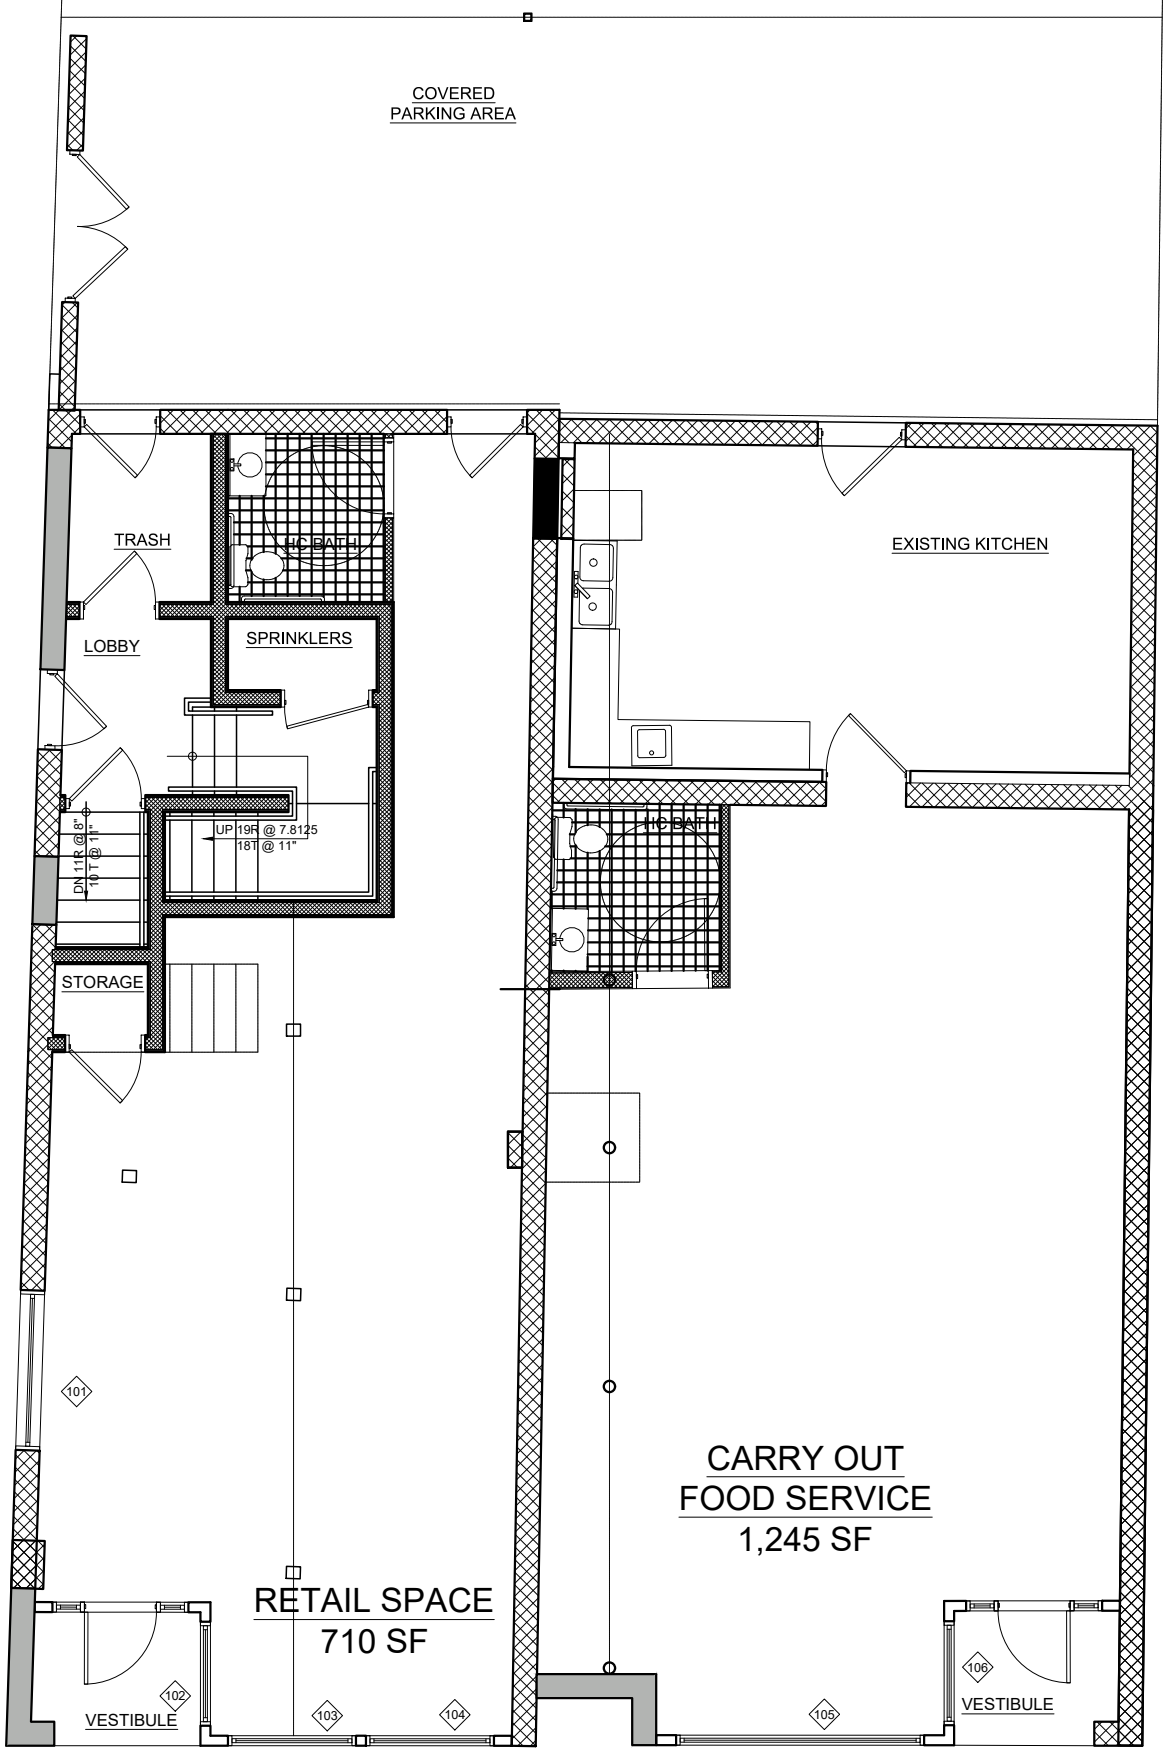 COVERED
PARKING AREA
TRASH
HC BATH
EXISTING KITCHEN
LOBBY
SPRINKLERS
UP 19R @ 7.8125
18T @ 11"
HC BATH
DN 11R @ 8"
10 T @ 11"
STORAGE
101
CARRY OUT
FOOD SERVICE
1,245 SF
RETAIL SPACE
710 SF
102
VESTIBULE
103
104
105
106
VESTIBULE